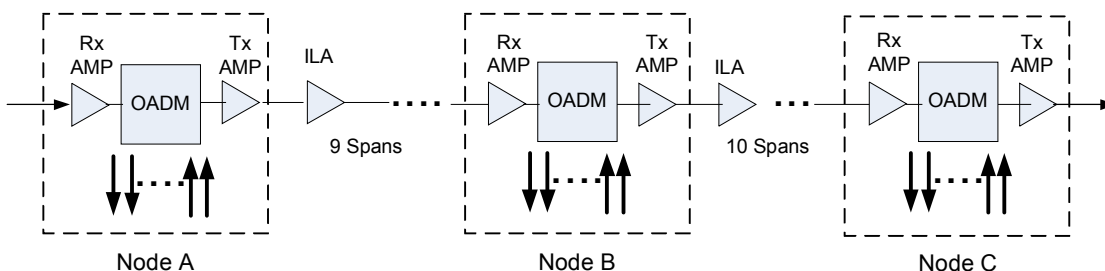 Rx
AMP
OADM
Tx
AMP
ILA
9 Spans
Node A
Rx
AMP
OADM
Tx
AMP
ILA
10 Spans
Node B
Rx
AMP
OADM
Tx
AMP
Node C